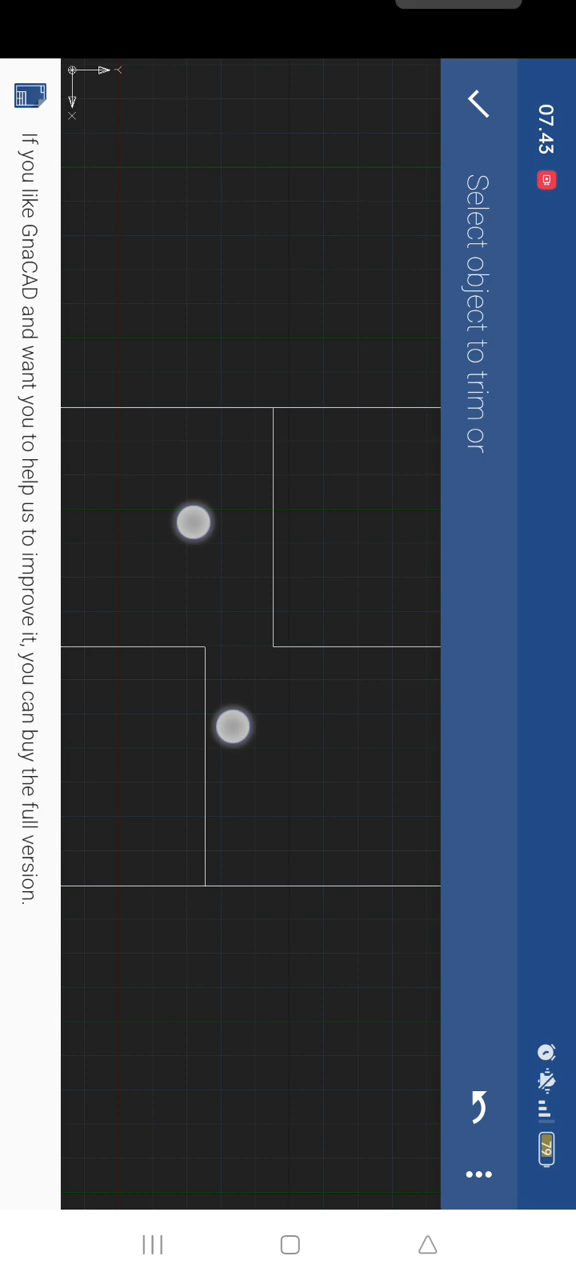 07.43
Select object to trim or
Y
X
If you like GnaCAD and want you to help us to improve it, you can buy the full version.
79